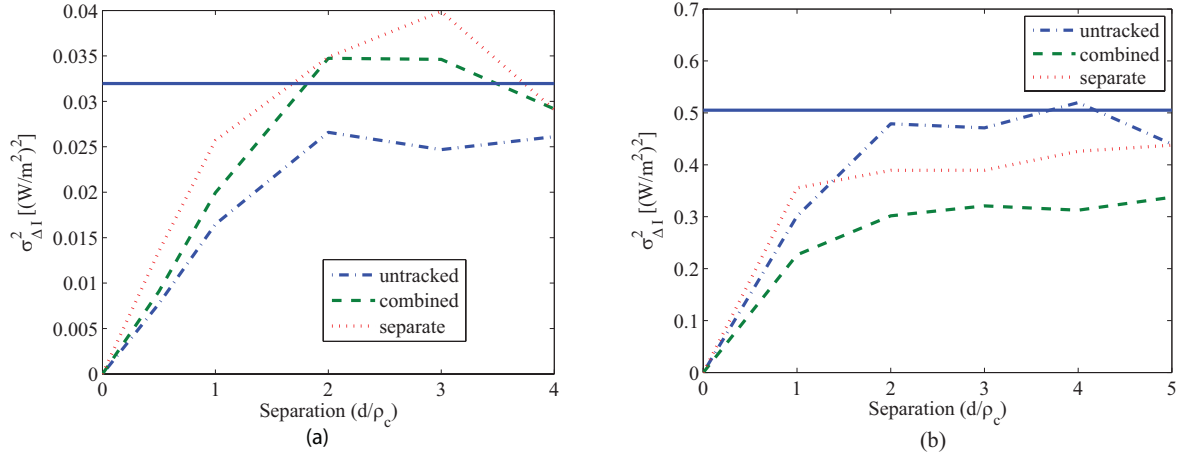 0.04
0.035
0.03
0.025
0.02
0.015
0.01
0.005
0
σ²ΔI [(W/m²)²]
untracked
combined
separate
0 1 2 3 4
Separation (d/ρc)
(a)
0.7
0.6
0.5
0.4
0.3
0.2
0.1
0
σ²ΔI [(W/m²)²]
untracked
combined
separate
0 1 2 3 4 5
Separation (d/ρc)
(b)